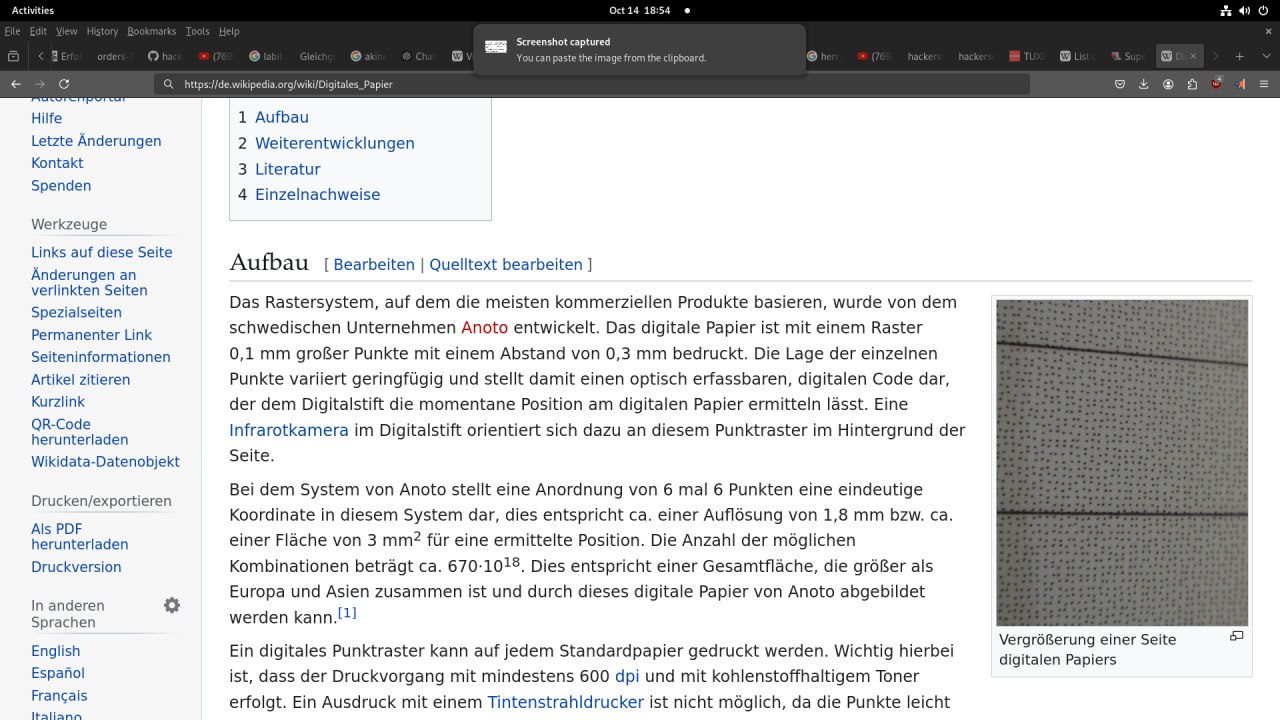 Activities
Oct 14 18:54
File Edit View History Bookmarks Tools Help
Screenshot captured
You can paste the image from the clipboard.
Erfo
orders-
hack
(769
labil
Gleichge
akine
Chat
herr
(769
hackers
hackers
TUXE
List o
Supe
https://de.wikipedia.org/wiki/Digitales_Papier
Autorenportal
Hilfe
Letzte Änderungen
Kontakt
Spenden
Werkzeuge
Links auf diese Seite
Änderungen an
verlinkten Seiten
Spezialseiten
Permanenter Link
Seiteninformationen
Artikel zitieren
Kurzlink
QR-Code
herunterladen
Wikidata-Datenobjekt
Drucken/exportieren
Als PDF
herunterladen
Druckversion
In anderen
Sprachen
English
Español
Français
Italiano
1 Aufbau
2 Weiterentwicklungen
3 Literatur
4 Einzelnachweise
Aufbau [ Bearbeiten | Quelltext bearbeiten ]
Das Rastersystem, auf dem die meisten kommerziellen Produkte basieren, wurde von dem
schwedischen Unternehmen Anoto entwickelt. Das digitale Papier ist mit einem Raster
0,1 mm großer Punkte mit einem Abstand von 0,3 mm bedruckt. Die Lage der einzelnen
Punkte variiert geringfügig und stellt damit einen optisch erfassbaren, digitalen Code dar,
der dem Digitalstift die momentane Position am digitalen Papier ermitteln lässt. Eine
Infrarotkamera im Digitalstift orientiert sich dazu an diesem Punktraster im Hintergrund der
Seite.
Bei dem System von Anoto stellt eine Anordnung von 6 mal 6 Punkten eine eindeutige
Koordinate in diesem System dar, dies entspricht ca. einer Auflösung von 1,8 mm bzw. ca.
einer Fläche von 3 mm² für eine ermittelte Position. Die Anzahl der möglichen
Kombinationen beträgt ca. 670·10¹⁸. Dies entspricht einer Gesamtfläche, die größer als
Europa und Asien zusammen ist und durch dieses digitale Papier von Anoto abgebildet
werden kann.[1]
Ein digitales Punktraster kann auf jedem Standardpapier gedruckt werden. Wichtig hierbei
ist, dass der Druckvorgang mit mindestens 600 dpi und mit kohlenstoffhaltigem Toner
erfolgt. Ein Ausdruck mit einem Tintenstrahldrucker ist nicht möglich, da die Punkte leicht
Vergrößerung einer Seite
digitalen Papiers